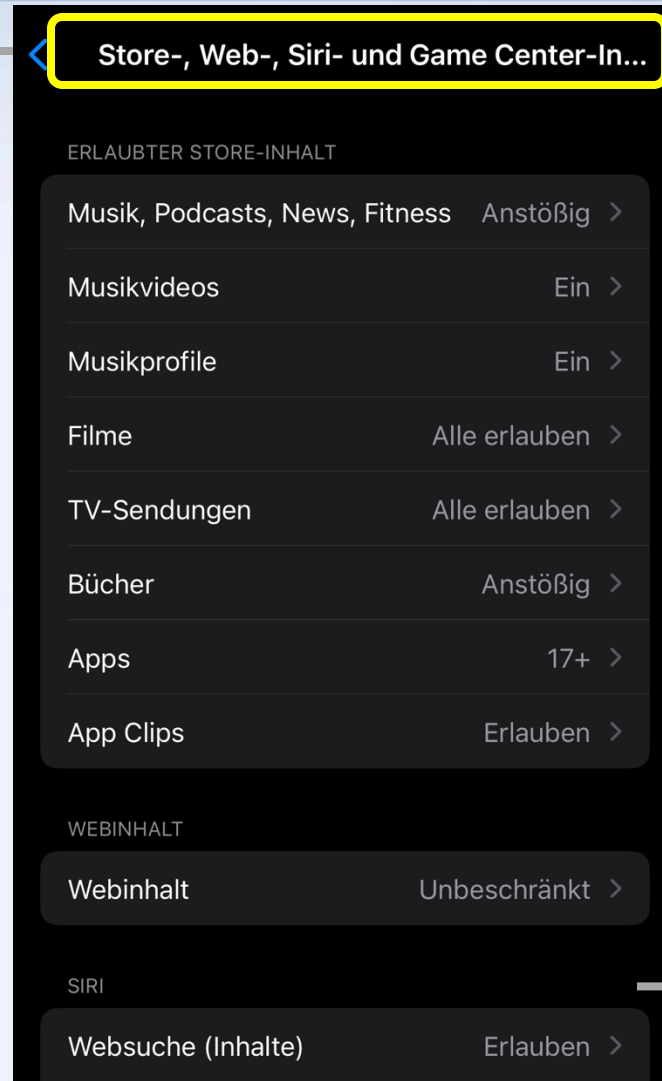 Store-, Web-, Siri- und Game Center-In...
ERLAUBTER STORE-INHALT
Musik, Podcasts, News, Fitness Anstößig
Musikvideos Ein
Musikprofile Ein
Filme Alle erlauben
TV-Sendungen Alle erlauben
Bücher Anstößig
Apps 17+
App Clips Erlauben
WEBINHALT
Webinhalt Unbeschränkt
SIRI
Websuche (Inhalte) Erlauben